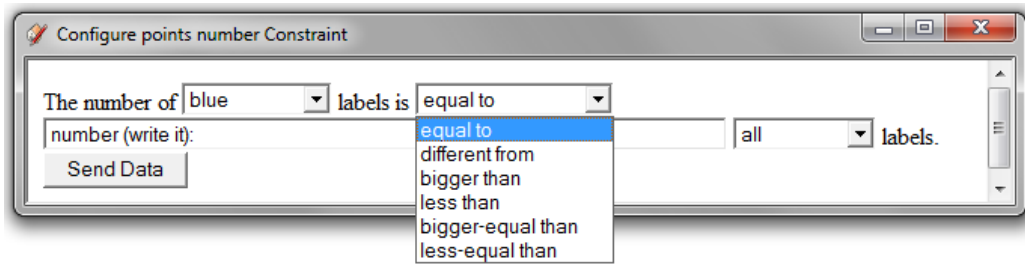 Configure points number Constraint
The number of blue labels is equal to
number (write it): all labels.
Send Data
equal to
different from
bigger than
less than
bigger-equal than
less-equal than